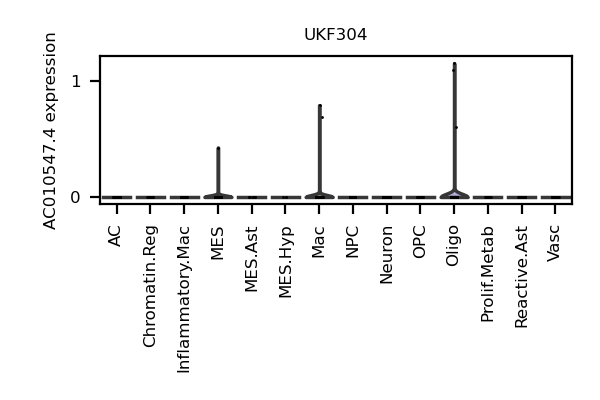 UKF304
AC010547.4 expression
1
0
AC
Chromatin.Reg
Inflammatory.Mac
MES
MES.Ast
MES.Hyp
Mac
NPC
Neuron
OPC
Oligo
Prolif.Metab
Reactive.Ast
Vasc